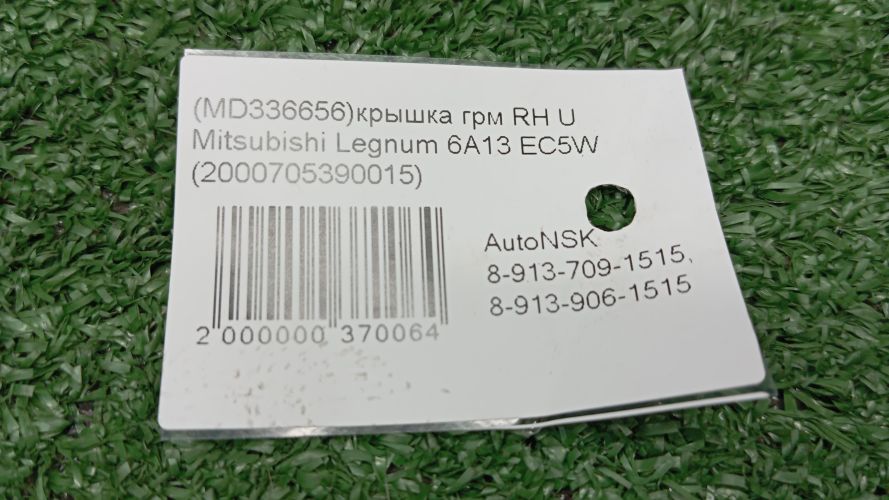 (MD336656)крышка грм RH U
Mitsubishi Legnum 6A13 EC5W
(2000705390015)
AutoNSK
8-913-709-1515,
8-913-906-1515
2 000000 370064